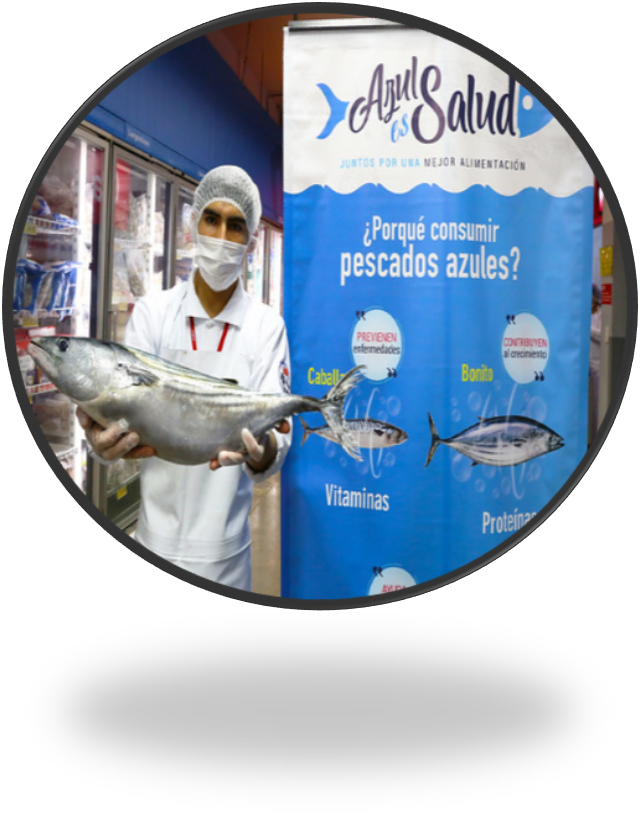 Azul
es Salud
JUNTOS POR UNA MEJOR ALIMENTACIÓN
¿Porqué consumir
pescados azules?
PREVIENEN
enfermedades
CONTRIBUYEN
al crecimiento
Bonito
Vitaminas
Proteínas